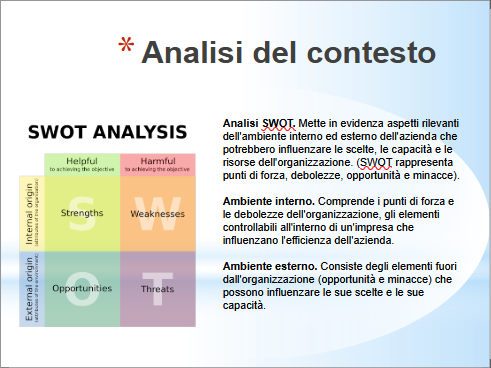 * Analisi del contesto
SWOT ANALYSIS
Helpful
to achieving the objective
Harmful
to achieving the objective
Internal origin
(attributes of the organization)
S
Strengths
W
Weaknesses
External origin
(attributes of the environment)
O
Opportunities
T
Threats
Analisi SWOT. Mette in evidenza aspetti rilevanti
dell'ambiente interno ed esterno dell'azienda che
potrebbero influenzare le scelte, le capacità e le
risorse dell'organizzazione. (SWOT rappresenta
punti di forza, debolezze, opportunità e minacce).
Ambiente interno. Comprende i punti di forza e
le debolezze dell'organizzazione, gli elementi
controllabili all'interno di un'impresa che
influenzano l'efficienza dell'azienda.
Ambiente esterno. Consiste degli elementi fuori
dall'organizzazione (opportunità e minacce) che
possono influenzare le sue scelte e le sue
capacità.